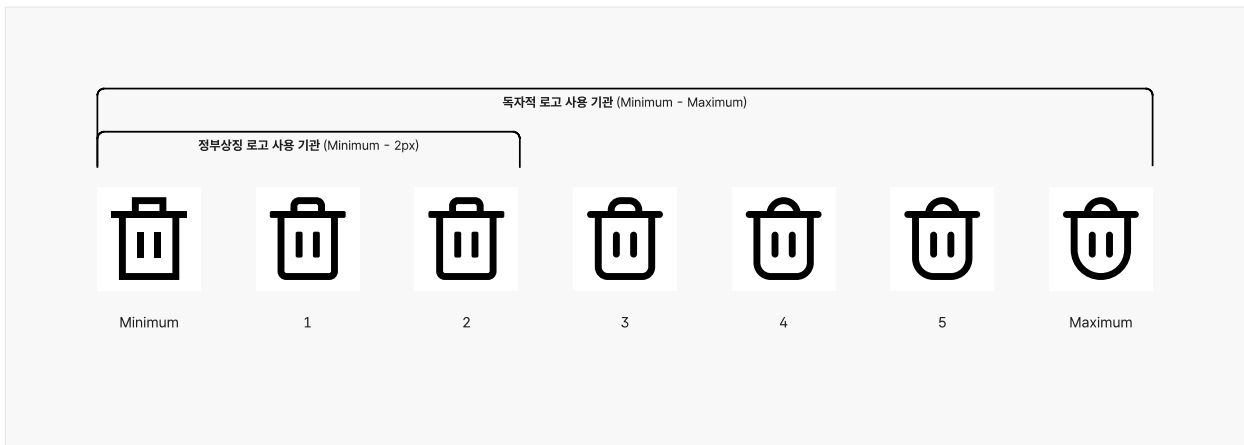 독자적 로고 사용 기관 (Minimum - Maximum)
정부상징 로고 사용 기관 (Minimum - 2px)
Minimum 1 2 3 4 5 Maximum